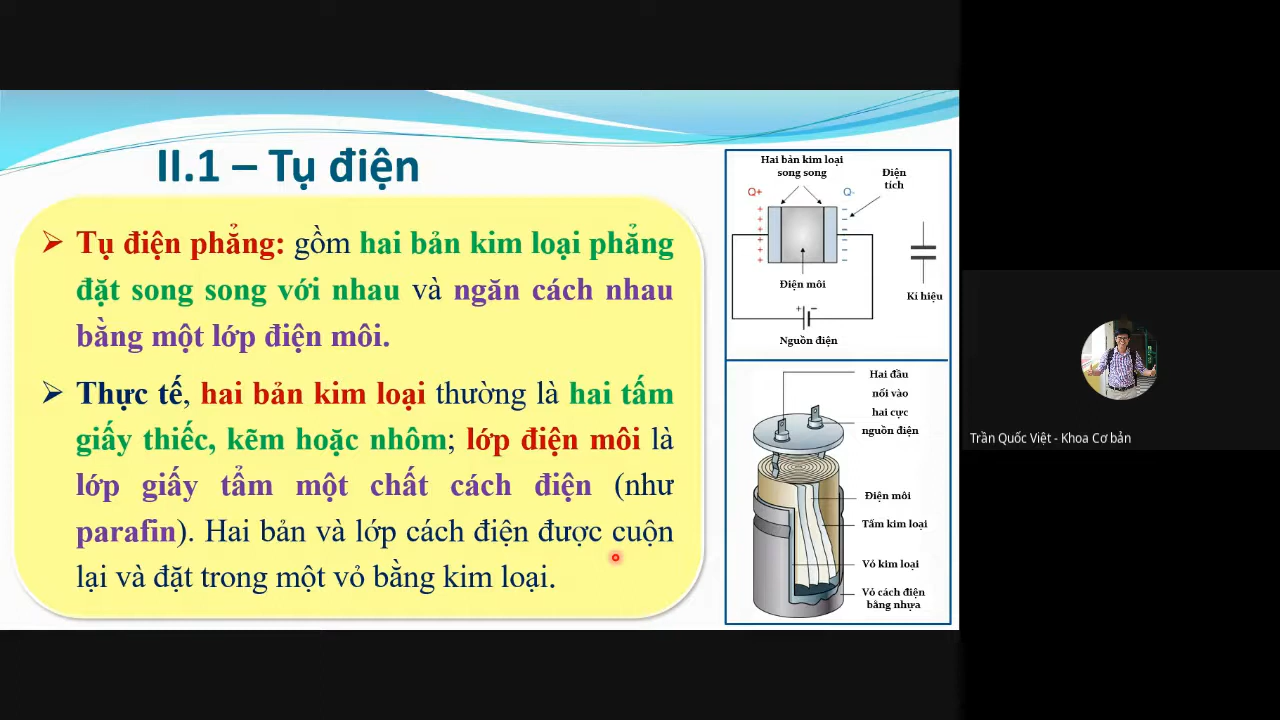 II.1 – Tụ điện
Tụ điện phẳng: gồm hai bản kim loại phẳng
đặt song song với nhau và ngăn cách nhau
bằng một lớp điện môi.
Thực tế, hai bản kim loại thường là hai tấm
giấy thiếc, kẽm hoặc nhôm; lớp điện môi là
lớp giấy tẩm một chất cách điện (như
parafin). Hai bản và lớp cách điện được cuộn
lại và đặt trong một vỏ bằng kim loại.
Hai bản kim loại
song song
Điện
tích
Q+
Q-
Điện môi
Kí hiệu
+ −
Nguồn điện
Hai đầu
nối vào
hai cực
nguồn điện
Điện môi
Tấm kim loại
Vỏ kim loại
Vỏ cách điện
bằng nhựa
Trần Quốc Việt - Khoa Cơ bản